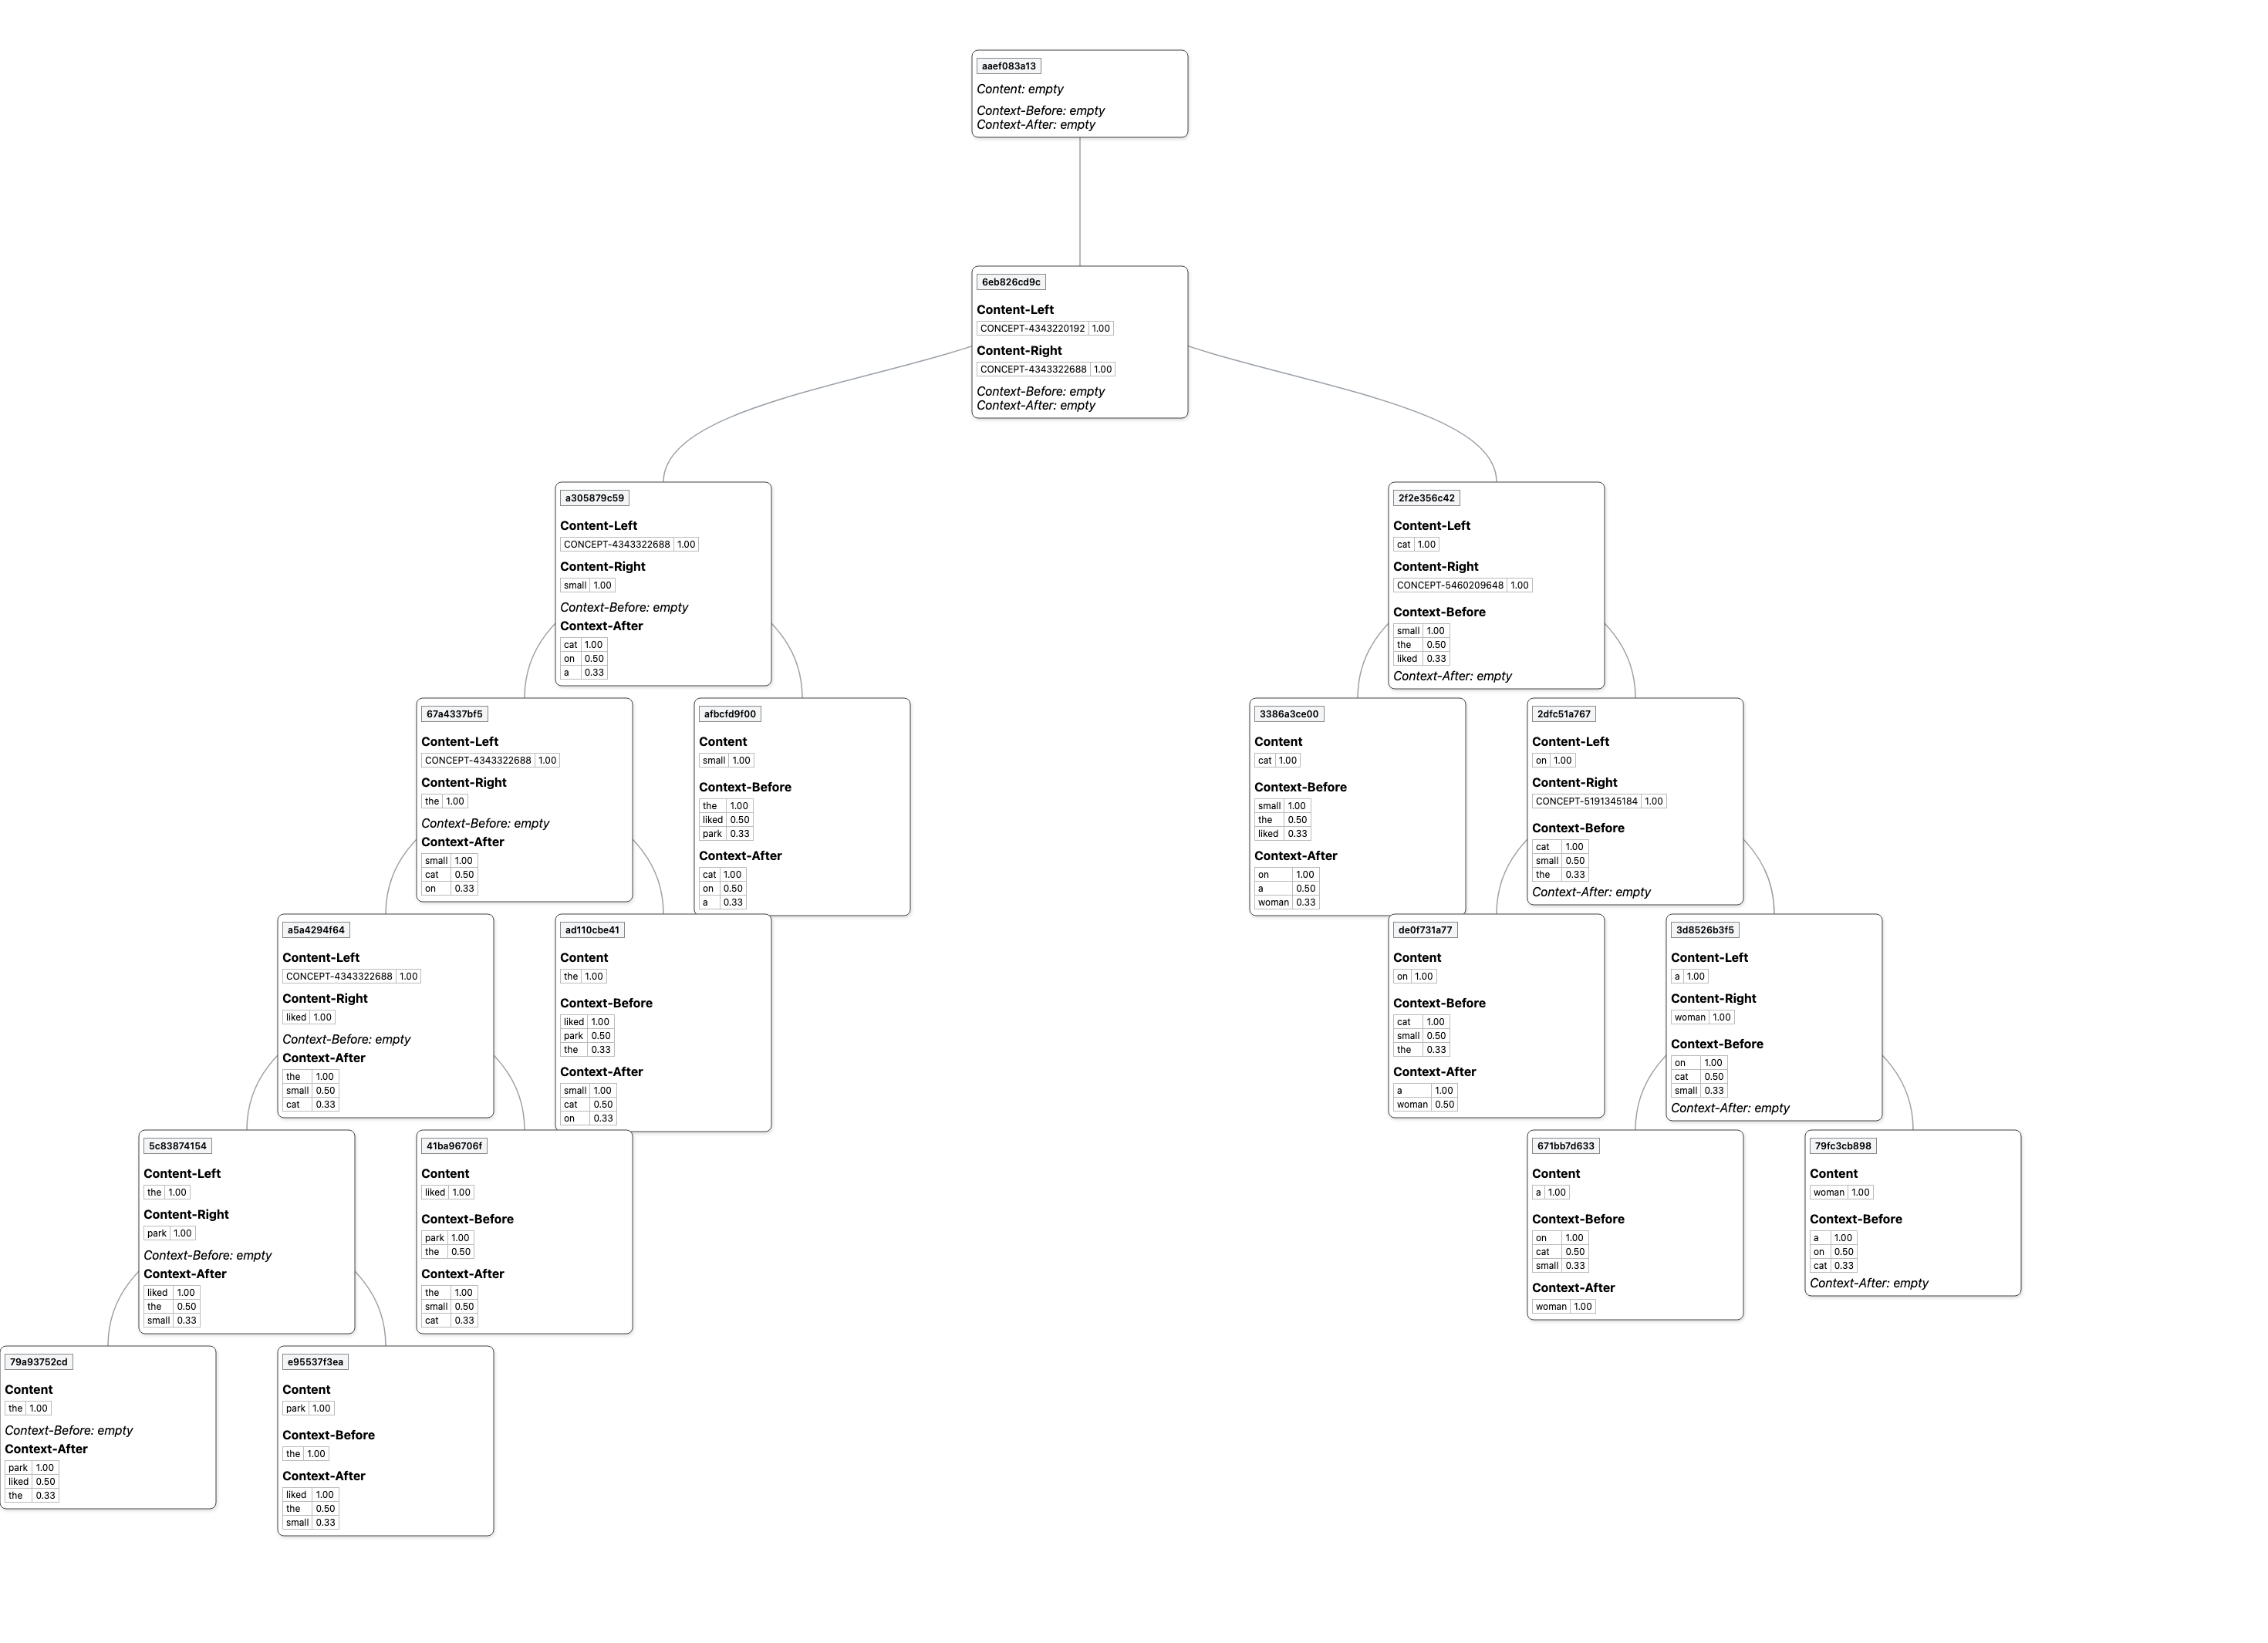 aaef083a13
Content: empty
Context-Before: empty
Context-After: empty
6eb826cd9c
Content-Left
CONCEPT-4343220192 1.00
Content-Right
CONCEPT-4343322688 1.00
Context-Before: empty
Context-After: empty
a305879c59
Content-Left
CONCEPT-4343322688 1.00
Content-Right
small 1.00
Context-Before: empty
Context-After
cat 1.00
on 0.50
a 0.33
2f2e356c42
Content-Left
cat 1.00
Content-Right
CONCEPT-5460209648 1.00
Context-Before
small 1.00
the 0.50
liked 0.33
Context-After: empty
67a4337bf5
Content-Left
CONCEPT-4343322688 1.00
Content-Right
the 1.00
Context-Before: empty
Context-After
small 1.00
cat 0.50
on 0.33
afbcfd9f00
Content
small 1.00
Context-Before
the 1.00
liked 0.50
park 0.33
Context-After
cat 1.00
on 0.50
a 0.33
3386a3ce00
Content
cat 1.00
Context-Before
small 1.00
the 0.50
liked 0.33
Context-After
on 1.00
a 0.50
woman 0.33
2dfc51a767
Content-Left
on 1.00
Content-Right
CONCEPT-5191345184 1.00
Context-Before
cat 1.00
small 0.50
the 0.33
Context-After: empty
a5a4294f64
Content-Left
CONCEPT-4343322688 1.00
Content-Right
liked 1.00
Context-Before: empty
Context-After
the 1.00
small 0.50
cat 0.33
ad110cbe41
Content
the 1.00
Context-Before
liked 1.00
park 0.50
the 0.33
Context-After
small 1.00
cat 0.50
on 0.33
de0f731a77
Content
on 1.00
Context-Before
cat 1.00
small 0.50
the 0.33
Context-After
a 1.00
woman 0.50
3d8526b3f5
Content-Left
a 1.00
Content-Right
woman 1.00
Context-Before
on 1.00
cat 0.50
small 0.33
Context-After: empty
5c83874154
Content-Left
the 1.00
Content-Right
park 1.00
Context-Before: empty
Context-After
liked 1.00
the 0.50
small 0.33
41ba96706f
Content
liked 1.00
Context-Before
park 1.00
the 0.50
Context-After
the 1.00
small 0.50
cat 0.33
671bb7d633
Content
a 1.00
Context-Before
on 1.00
cat 0.50
small 0.33
Context-After
woman 1.00
79fc3cb898
Content
woman 1.00
Context-Before
a 1.00
on 0.50
cat 0.33
Context-After: empty
79a93752cd
Content
the 1.00
Context-Before: empty
Context-After
park 1.00
liked 0.50
the 0.33
e95537f3ea
Content
park 1.00
Context-Before
the 1.00
Context-After
liked 1.00
the 0.50
small 0.33